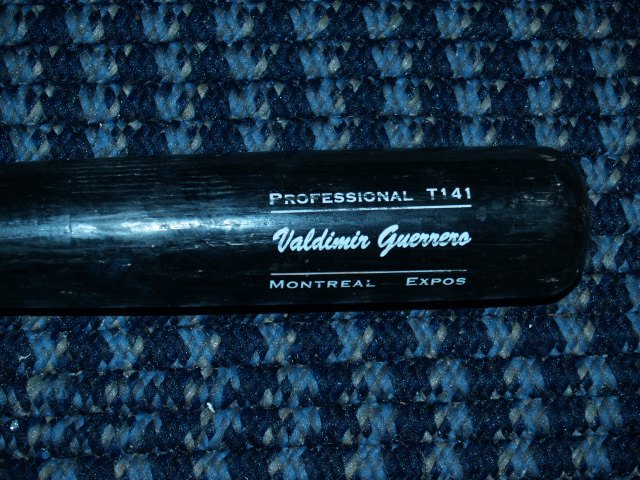 PROFESSIONAL T141
Valdimir Guerrero
MONTREAL EXPOS